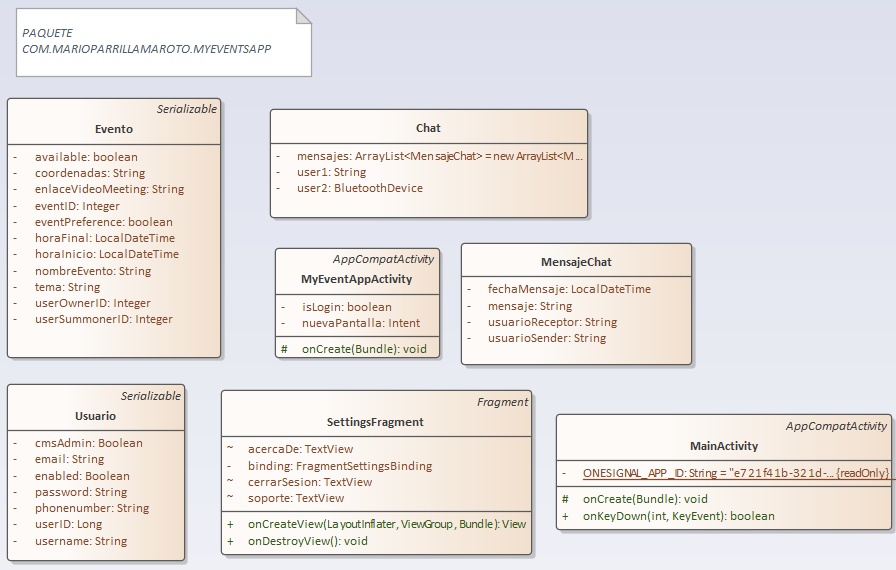 PAQUETE
COM.MARIOPARRILLAMAROTO.MYEVENTSAPP
Serializable
Evento
- available: boolean
- coordenadas: String
- enlaceVideoMeeting: String
- eventID: Integer
- eventPreference: boolean
- horaFinal: LocalDateTime
- horaInicio: LocalDateTime
- nombreEvento: String
- tema: String
- userOwnerID: Integer
- userSummonerID: Integer
Chat
- mensajes: ArrayList<MensajeChat> = new ArrayList<M...
- user1: String
- user2: BluetoothDevice
AppCompatActivity
MyEventAppActivity
- isLogin: boolean
- nuevaPantalla: Intent
# onCreate(Bundle): void
MensajeChat
- fechaMensaje: LocalDateTime
- mensaje: String
- usuarioReceptor: String
- usuarioSender: String
Serializable
Usuario
- cmsAdmin: Boolean
- email: String
- enabled: Boolean
- password: String
- phonenumber: String
- userID: Long
- username: String
Fragment
SettingsFragment
~ acercaDe: TextView
- binding: FragmentSettingsBinding
~ cerrarSesion: TextView
~ soporte: TextView
+ onCreateView(LayoutInflater, ViewGroup, Bundle): View
+ onDestroyView(): void
AppCompatActivity
MainActivity
- ONESIGNAL_APP_ID: String = "e721f41b-321d-... {readOnly}
# onCreate(Bundle): void
+ onKeyDown(int, KeyEvent): boolean